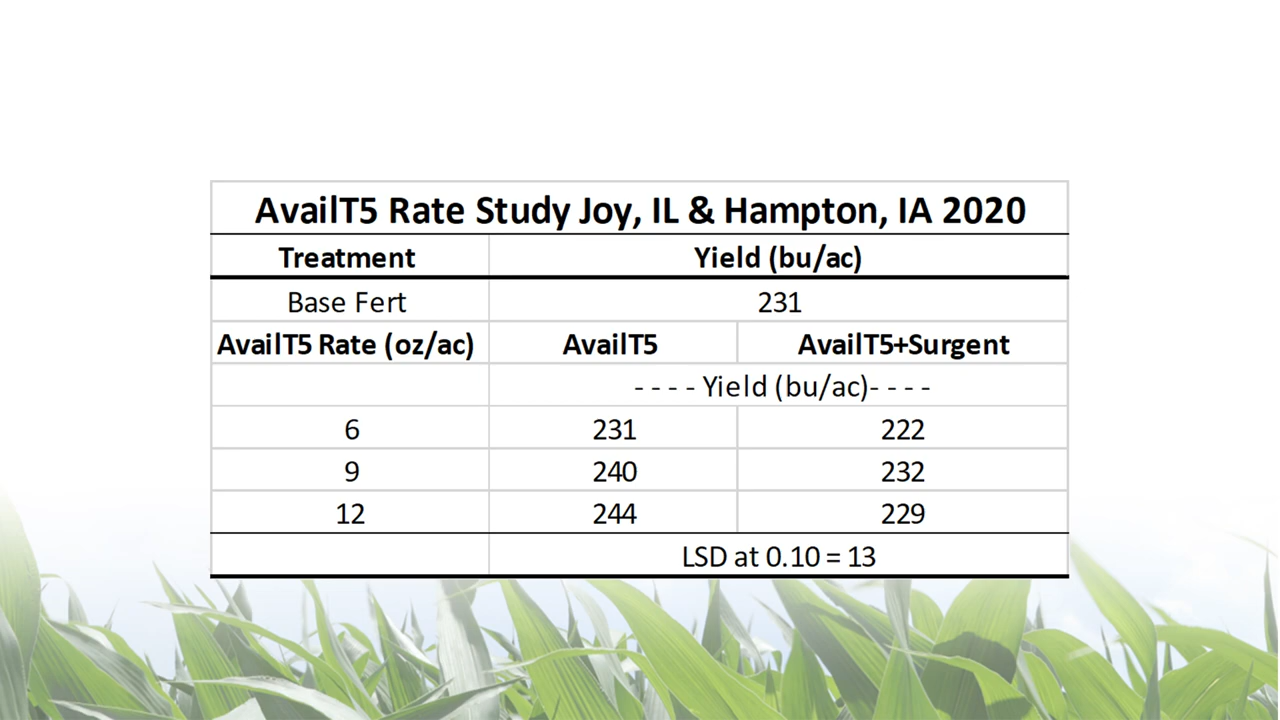 AvailT5 Rate Study Joy, IL & Hampton, IA 2020
Treatment Yield (bu/ac)
Base Fert 231
AvailT5 Rate (oz/ac) AvailT5 AvailT5+Surgent
- - - - Yield (bu/ac)- - - -
6 231 222
9 240 232
12 244 229
LSD at 0.10 = 13